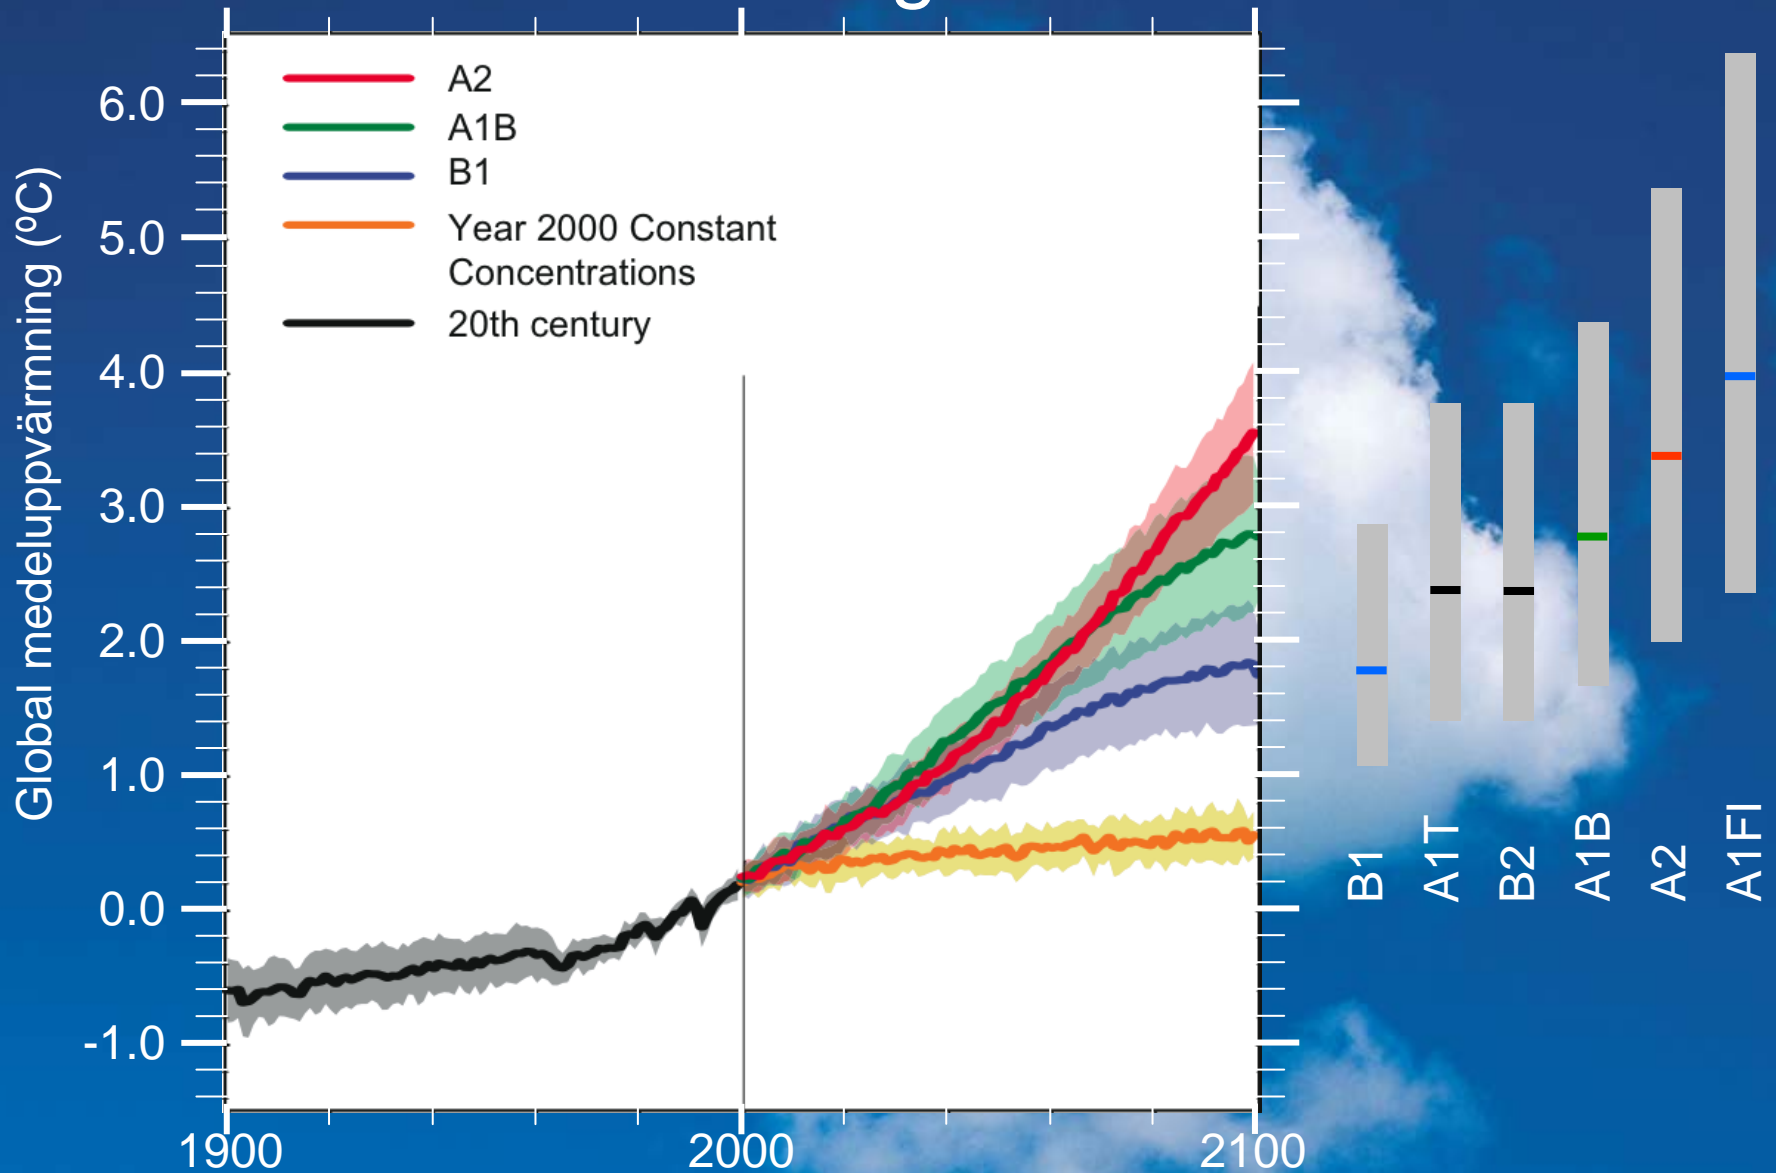 A2
A1B
B1
Year 2000 Constant
Concentrations
20th century
Global medeluppvärmning (ºC)
6.0
5.0
4.0
3.0
2.0
1.0
0.0
-1.0
1900
2000
2100
B1
A1T
B2
A1B
A2
A1FI